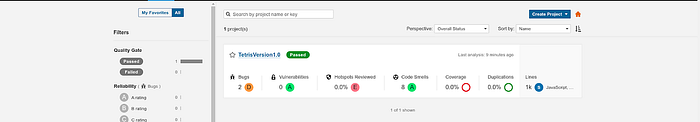 My Favorites All
Filters
Quality Gate
Passed 1
Failed 0
Reliability ( Bugs )
A A rating
B B rating
C C rating
Search by project name or key
Create Project
1 project(s)
Perspective: Overall Status
Sort by: Name
TetrisVersion1.0 Passed
Last analysis: 9 minutes ago
Bugs Vulnerabilities Hotspots Reviewed Code Smells Coverage Duplications Lines
2 D 0 A 0.0% E 8 A 0.0% 0.0% 1k S JavaScript, ...
1 of 1 shown